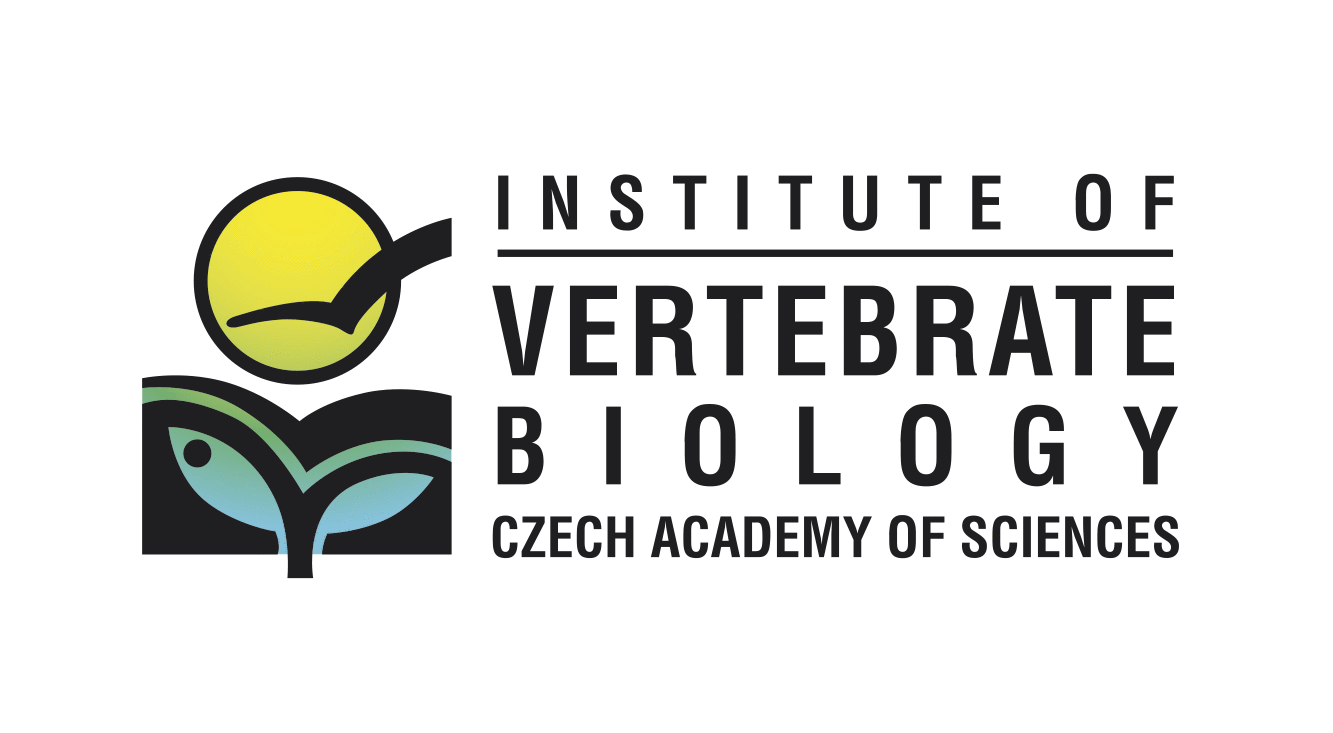 INSTITUTE OF
VERTEBRATE
BIOLOGY
CZECH ACADEMY OF SCIENCES